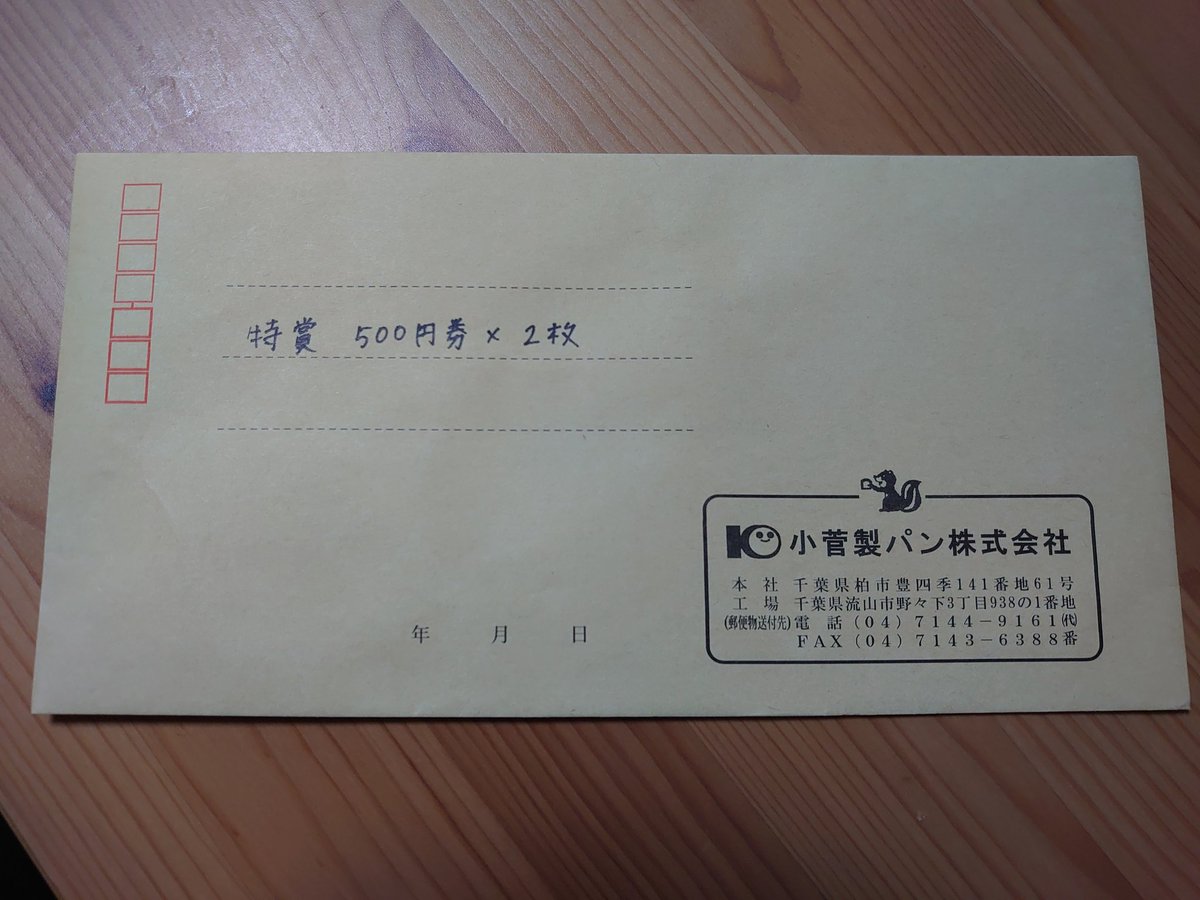 特賞 500円券×2枚
小菅製パン株式会社
本社 千葉県柏市豊四季141番地61号
工場 千葉県流山市野々下3丁目938の1番地
(郵便物送付先)電話(04)7144-9161(代)
FAX(04)7143-6388番
年 月 日